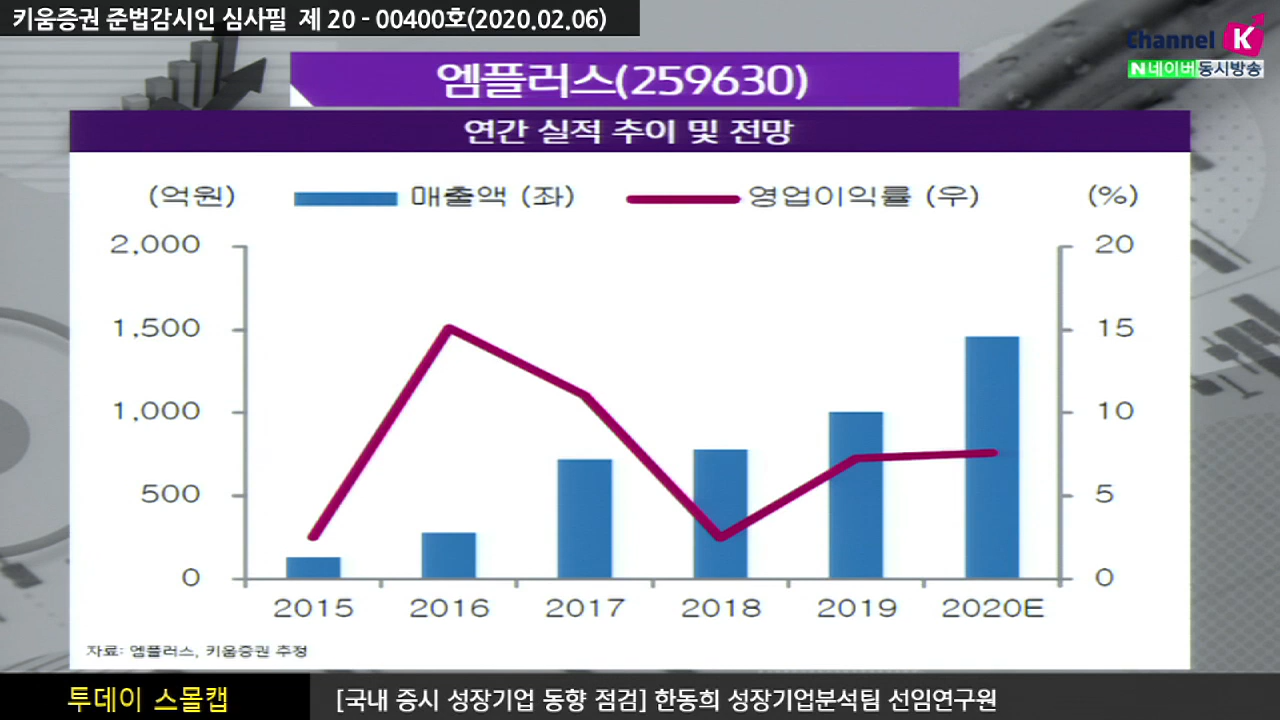 키움증권 준법감시인 심사필 제 20 - 00400호(2020.02.06)
Channel K
N 네이버 동시방송
엠플러스(259630)
연간 실적 추이 및 전망
(억원) 매출액 (좌) 영업이익률 (우) (%)
2,000 20
1,500 15
1,000 10
500 5
0 0
2015 2016 2017 2018 2019 2020E
자료: 엠플러스, 키움증권 추정
투데이 스몰캡 [국내 증시 성장기업 동향 점검] 한동희 성장기업분석팀 선임연구원